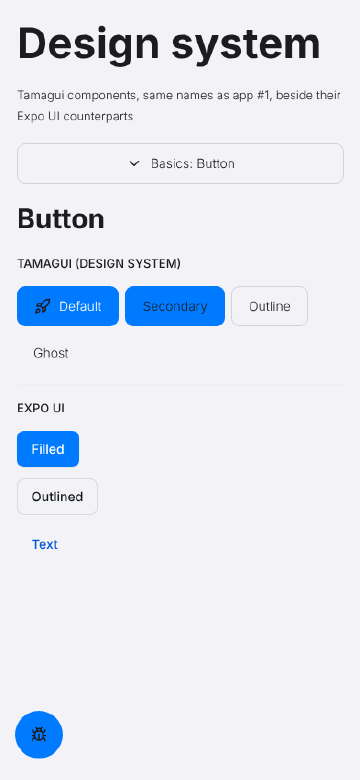 Design system
Tamagui components, same names as app #1, beside their
Expo UI counterparts
Basics: Button
Button
TAMAGUI (DESIGN SYSTEM)
Default Secondary Outline
Ghost
EXPO UI
Filled
Outlined
Text